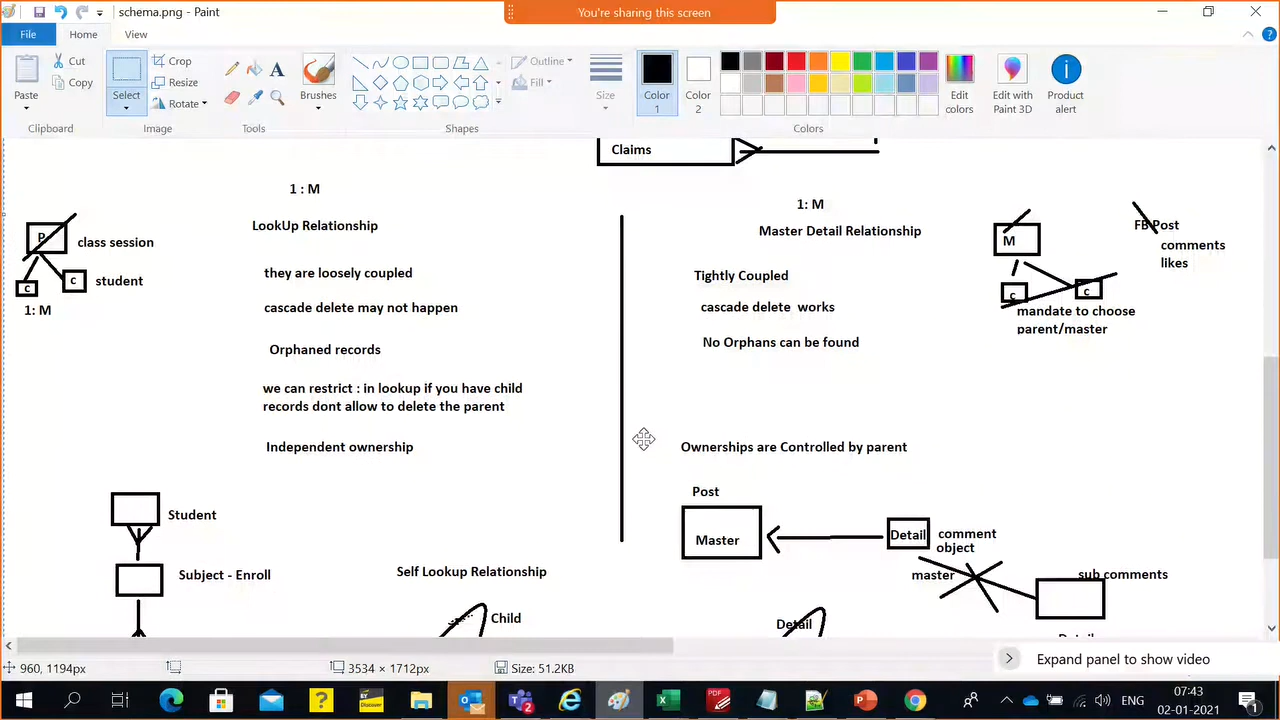 schema.png - Paint
You're sharing this screen
File
Home
View
Paste
Cut
Copy
Clipboard
Select
Crop
Resize
Rotate
Image
A
Tools
Brushes
Shapes
Outline
Fill
Size
Color
1
Color
2
Edit
colors
Edit with
Paint 3D
Product
alert
Colors
Claims
1 : M
LookUp Relationship
P
class session
c
c
student
1: M
they are loosely coupled
cascade delete may not happen
Orphaned records
we can restrict : in lookup if you have child
records dont allow to delete the parent
Independent ownership
Student
Subject - Enroll
Self Lookup Relationship
Child
1: M
Master Detail Relationship
Tightly Coupled
cascade delete works
No Orphans can be found
M
c
c
mandate to choose
parent/master
FB Post
comments
likes
Ownerships are Controlled by parent
Post
Master
Detail
comment
object
master
sub comments
Detail
Detail
960, 1194px
3534 × 1712px
Size: 51.2KB
Expand panel to show video
EY
Discover
2
PDF
ENG
07:43
02-01-2021
1